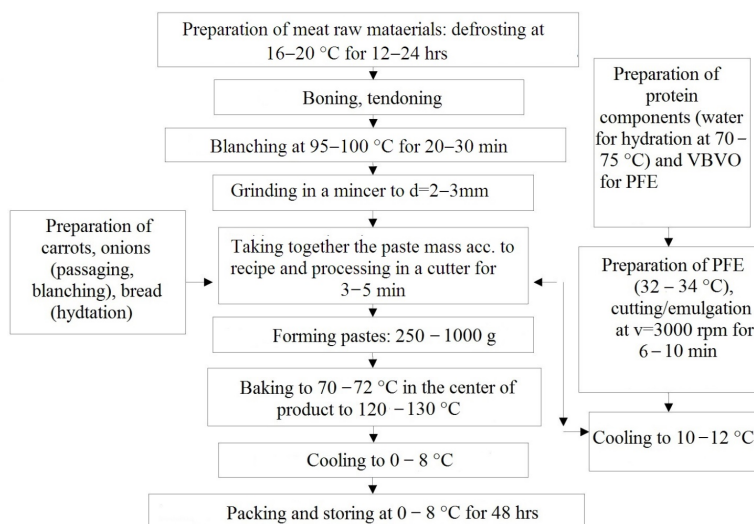 Preparation of meat raw mataerials: defrosting at
16–20 °C for 12–24 hrs
Boning, tendoning
Blanching at 95–100 °C for 20–30 min
Grinding in a mincer to d=2–3mm
Preparation of
carrots, onions
(passaging,
blanching), bread
(hydtation)
Taking together the paste mass acc. to
recipe and processing in a cutter for
3–5 min
Forming pastes: 250 – 1000 g
Baking to 70 –72 °C in the center of
product to 120 –130 °C
Cooling to 0 – 8 °C
Packing and storing at 0 – 8 °C for 48 hrs
Preparation of
protein
components (water
for hydration at 70 –
75 °C) and VBVO
for PFE
Preparation of PFE
(32 – 34 °C),
cutting/emulgation
at v=3000 rpm for
6 – 10 min
Cooling to 10 – 12 °C